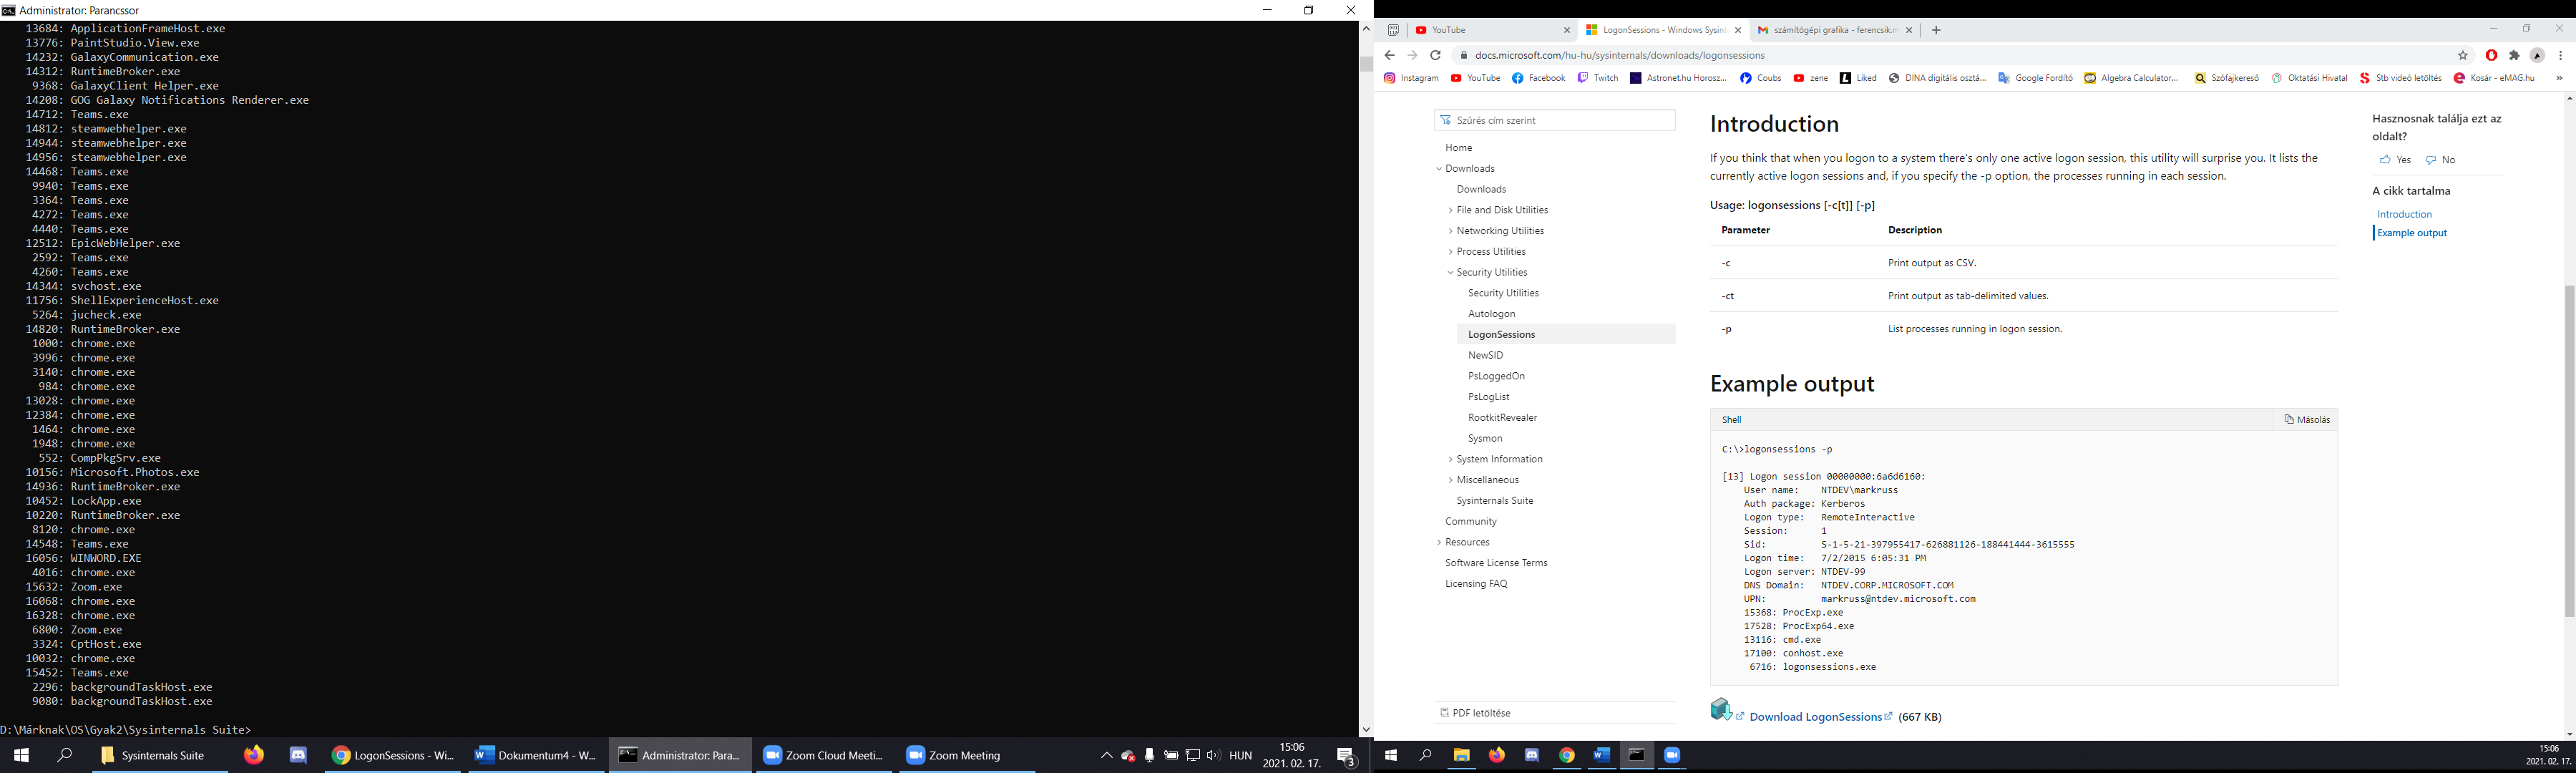 Administrator: Parancssor
13684: ApplicationFrameHost.exe
13776: PaintStudio.View.exe
14232: GalaxyCommunication.exe
14312: RuntimeBroker.exe
9368: GalaxyClient Helper.exe
14208: GOG Galaxy Notifications Renderer.exe
14712: Teams.exe
14812: steamwebhelper.exe
14944: steamwebhelper.exe
14956: steamwebhelper.exe
14468: Teams.exe
9940: Teams.exe
3364: Teams.exe
4272: Teams.exe
4440: Teams.exe
12512: EpicWebHelper.exe
2592: Teams.exe
4260: Teams.exe
14344: svchost.exe
11756: ShellExperienceHost.exe
5264: jucheck.exe
14820: RuntimeBroker.exe
1000: chrome.exe
3996: chrome.exe
3140: chrome.exe
984: chrome.exe
13028: chrome.exe
12384: chrome.exe
1464: chrome.exe
1948: chrome.exe
552: CompPkgSrv.exe
10156: Microsoft.Photos.exe
14936: RuntimeBroker.exe
10452: LockApp.exe
10220: RuntimeBroker.exe
8120: chrome.exe
14548: Teams.exe
16056: WINWORD.EXE
4016: chrome.exe
15632: Zoom.exe
16068: chrome.exe
16328: chrome.exe
6800: Zoom.exe
3324: CptHost.exe
10032: chrome.exe
15452: Teams.exe
2296: backgroundTaskHost.exe
9080: backgroundTaskHost.exe
D:\Márknak\OS\Gyak2\Sysinternals Suite>
Sysinternals Suite LogonSessions - Wi... Dokumentum4 - W... Administrator: Para... Zoom Cloud Meeti... Zoom Meeting HUN 15:06
2021. 02. 17. 3
YouTube LogonSessions - Windows Sysint számítógépi grafika - ferencsik.m
docs.microsoft.com/hu-hu/sysinternals/downloads/logonsessions
Instagram YouTube Facebook Twitch Astronet.hu Horosz... Coubs zene Liked DINA digitális osztá... Google Fordító Algebra Calculator... Szófajkereső Oktatási Hivatal Stb videó letöltés Kosár - eMAG.hu »
Szűrés cím szerint
Home
Downloads
Downloads
File and Disk Utilities
Networking Utilities
Process Utilities
Security Utilities
Security Utilities
Autologon
LogonSessions
NewSID
PsLoggedOn
PsLogList
RootkitRevealer
Sysmon
System Information
Miscellaneous
Sysinternals Suite
Community
Resources
Software License Terms
Licensing FAQ
PDF letöltése
Introduction
If you think that when you logon to a system there's only one active logon session, this utility will surprise you. It lists the
currently active logon sessions and, if you specify the -p option, the processes running in each session.
Usage: logonsessions [-c[t]] [-p]
Parameter Description
-c Print output as CSV.
-ct Print output as tab-delimited values.
-p List processes running in logon session.
Example output
Shell Másolás
C:\>logonsessions -p
[13] Logon session 00000000:6a6d6160:
User name: NTDEV\markruss
Auth package: Kerberos
Logon type: RemoteInteractive
Session: 1
Sid: S-1-5-21-397955417-626881126-188441444-3615555
Logon time: 7/2/2015 6:05:31 PM
Logon server: NTDEV-99
DNS Domain: NTDEV.CORP.MICROSOFT.COM
UPN: markruss@ntdev.microsoft.com
15368: ProcExp.exe
17528: ProcExp64.exe
13116: cmd.exe
17100: conhost.exe
6716: logonsessions.exe
Download LogonSessions (667 KB)
Hasznosnak találja ezt az
oldalt?
Yes No
A cikk tartalma
Introduction
Example output
15:06
2021. 02. 17.